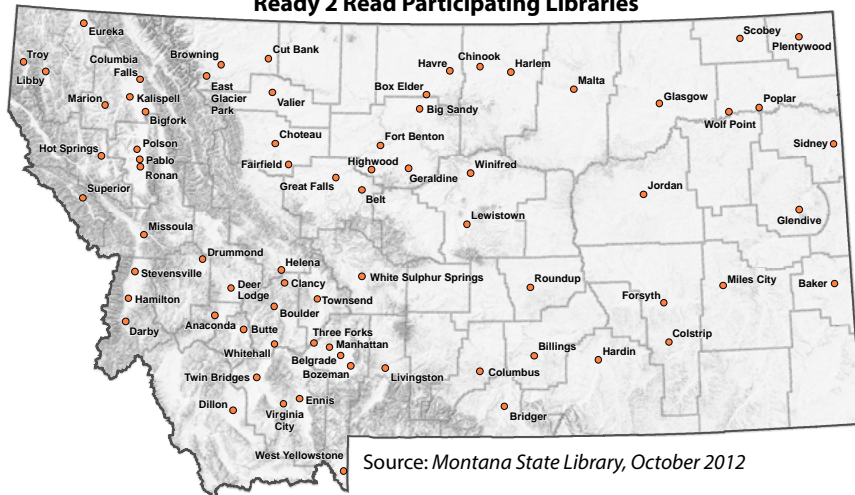 Ready 2 Read Participating Libraries
Eureka
Troy
Libby
Columbia
Falls
Marion
Kalispell
Bigfork
Browning
East
Glacier
Park
Cut Bank
Valier
Havre
Chinook
Harlem
Box Elder
Big Sandy
Malta
Scobey
Plentywood
Glasgow
Wolf Point
Poplar
Sidney
Hot Springs
Polson
Pablo
Ronan
Superior
Choteau
Fairfield
Fort Benton
Highwood
Great Falls
Geraldine
Belt
Winifred
Lewistown
Jordan
Glendive
Missoula
Stevensville
Hamilton
Darby
Drummond
Deer
Lodge
Helena
Clancy
Townsend
Boulder
Anaconda
Butte
Whitehall
White Sulphur Springs
Roundup
Forsyth
Miles City
Baker
Colstrip
Three Forks
Manhattan
Belgrade
Bozeman
Livingston
Columbus
Billings
Hardin
Bridger
Twin Bridges
Dillon
Virginia
City
Ennis
West Yellowstone
Source: Montana State Library, October 2012